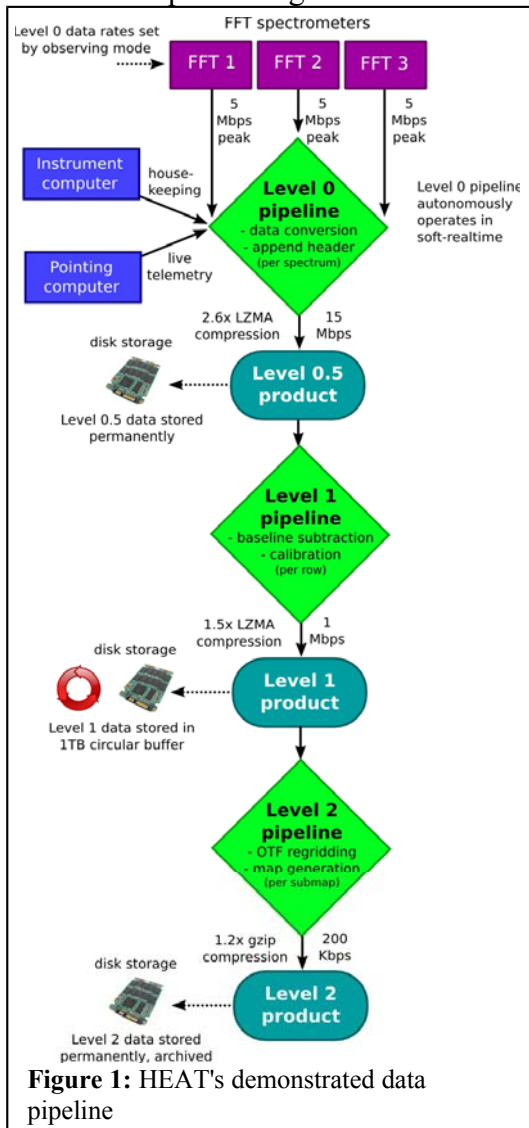 FFT spectrometers
Level 0 data rates set
by observing mode
FFT 1
FFT 2
FFT 3
5
Mbps
peak
5
Mbps
peak
5
Mbps
peak
Instrument
computer
house-
keeping
Pointing
computer
live
telemetry
Level 0
pipeline
- data conversion
- append header
(per spectrum)
Level 0 pipeline
autonomously
operates in
soft-realtime
2.6x LZMA
compression
15
Mbps
disk storage
Level 0.5
product
Level 0.5 data stored
permanently
Level 1
pipeline
- baseline subtraction
- calibration
(per row)
1.5x LZMA
compression
1
Mbps
disk storage
Level 1
product
Level 1 data stored in
1TB circular buffer
Level 2
pipeline
- OTF regridding
- map generation
(per submap)
1.2x gzip
compression
200
Kbps
disk storage
Level 2
product
Level 2 data stored
permanently, archived
Figure 1: HEAT's demonstrated data
pipeline